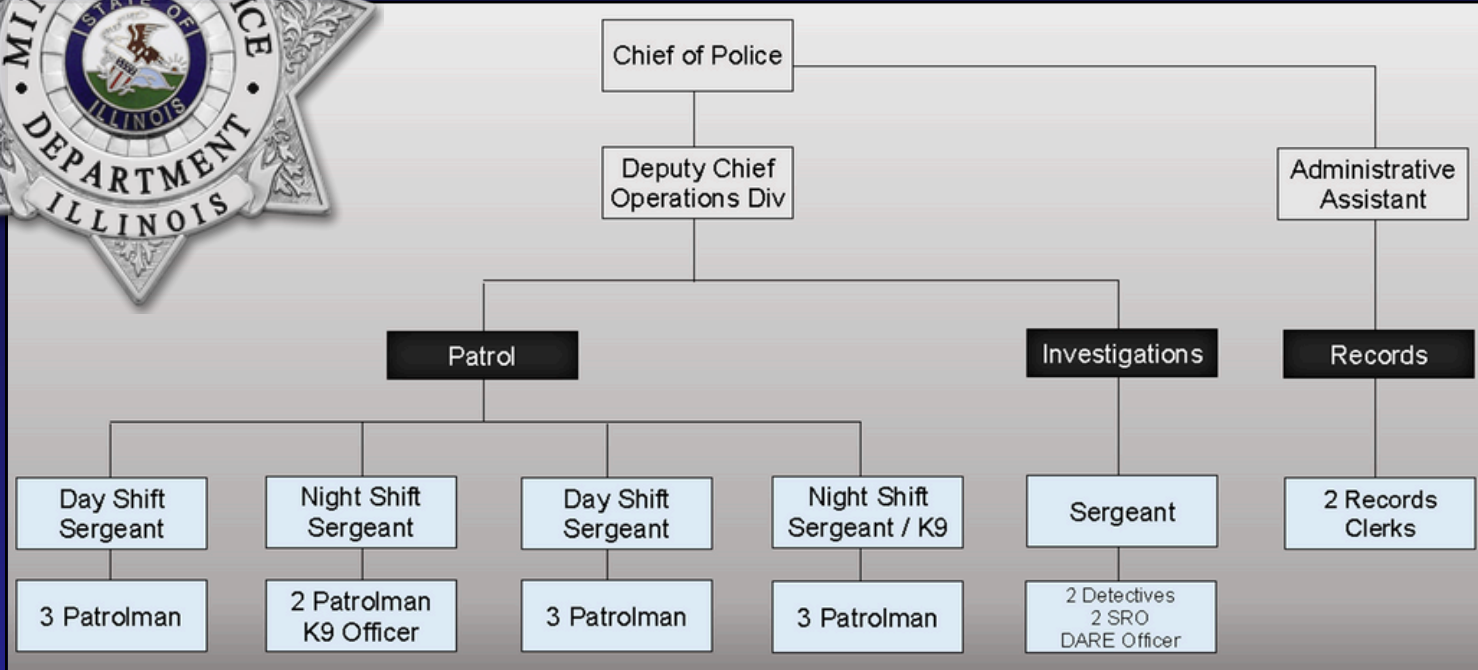 STATE OF
ILLINOIS
DEPARTMENT
ILLINOIS
Chief of Police
Deputy Chief
Operations Div
Administrative
Assistant
Patrol
Investigations
Records
Day Shift
Sergeant
3 Patrolman
Night Shift
Sergeant
2 Patrolman
K9 Officer
Day Shift
Sergeant
3 Patrolman
Night Shift
Sergeant / K9
3 Patrolman
Sergeant
2 Detectives
2 SRO
DARE Officer
2 Records
Clerks